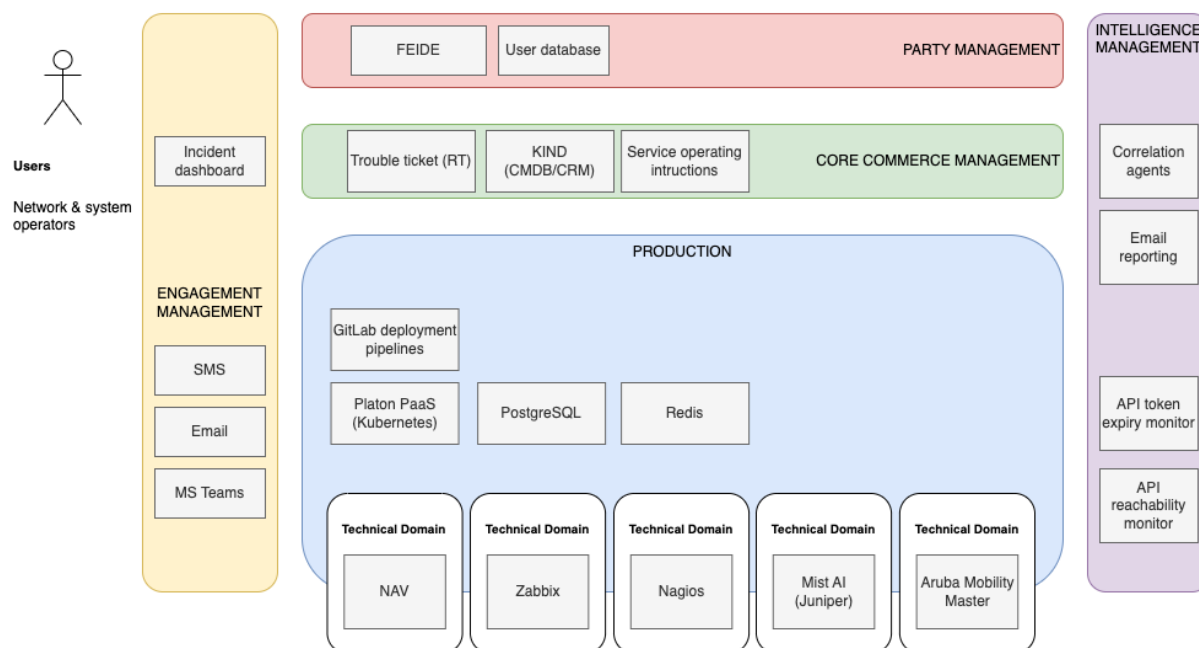 Users
Network & system
operators
Incident
dashboard
ENGAGEMENT
MANAGEMENT
SMS
Email
MS Teams
FEIDE
User database
PARTY MANAGEMENT
Trouble ticket (RT)
KIND
(CMDB/CRM)
Service operating
intructions
CORE COMMERCE MANAGEMENT
PRODUCTION
GitLab deployment
pipelines
Platon PaaS
(Kubernetes)
PostgreSQL
Redis
Technical Domain
NAV
Technical Domain
Zabbix
Technical Domain
Nagios
Technical Domain
Mist AI
(Juniper)
Technical Domain
Aruba Mobility
Master
INTELLIGENCE
MANAGEMENT
Correlation
agents
Email
reporting
API token
expiry monitor
API
reachability
monitor